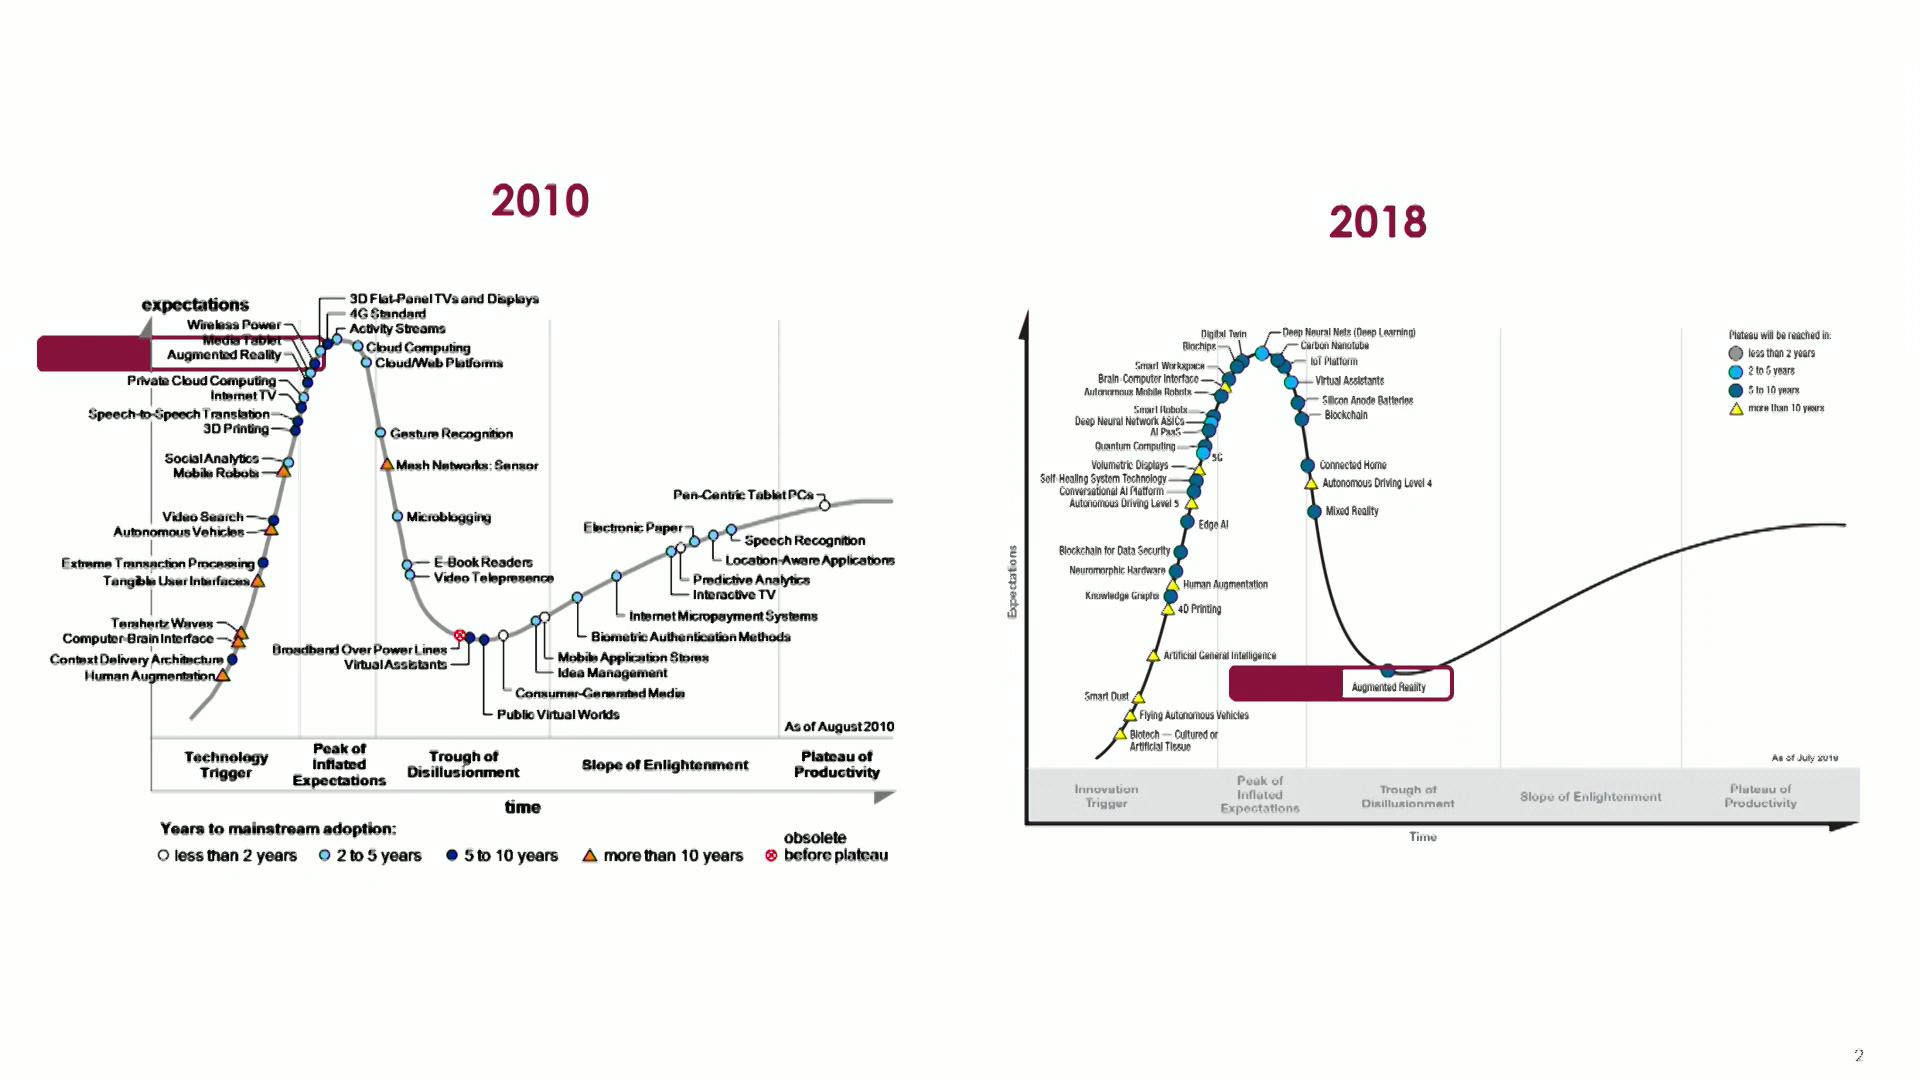 2010
expectations
3D Flat-Panel TVs and Displays
4G Standard
Activity Streams
Wireless Power
Media Tablet
Augmented Reality
Cloud Computing
Cloud/Web Platforms
Private Cloud Computing
Internet TV
Speech-to-Speech Translation
3D Printing
Gesture Recognition
Social Analytics
Mobile Robots
Mesh Networks: Sensor
Video Search
Autonomous Vehicles
Microblogging
Pen-Centric Tablet PCs
Electronic Paper
Speech Recognition
Location-Aware Applications
Extreme Transaction Processing
Tangible User Interfaces
E-Book Readers
Video Telepresence
Predictive Analytics
Interactive TV
Internet Micropayment Systems
Terahertz Waves
Computer-Brain Interface
Biometric Authentication Methods
Broadband Over Power Lines
Virtual Assistants
Mobile Application Stores
Idea Management
Context Delivery Architecture
Human Augmentation
Consumer-Generated Media
Public Virtual Worlds
As of August 2010
Technology
Trigger
Peak of
Inflated
Expectations
Trough of
Disillusionment
Slope of Enlightenment
Plateau of
Productivity
time
Years to mainstream adoption:
less than 2 years
2 to 5 years
5 to 10 years
more than 10 years
obsolete
before plateau
2018
Digital Twin
Deep Neural Nets (Deep Learning)
Biochips
Carbon Nanotube
Smart Workspace
IoT Platform
Brain-Computer Interface
Virtual Assistants
Autonomous Mobile Robots
Silicon Anode Batteries
Smart Robots
Blockchain
Deep Neural Network ASICs
AI PaaS
Quantum Computing
5G
Volumetric Displays
Connected Home
Self-Healing System Technology
Autonomous Driving Level 4
Conversational AI Platform
Autonomous Driving Level 5
Mixed Reality
Edge AI
Blockchain for Data Security
Neuromorphic Hardware
Human Augmentation
Knowledge Graphs
4D Printing
Artificial General Intelligence
Augmented Reality
Smart Dust
Flying Autonomous Vehicles
Biotech — Cultured or
Artificial Tissue
Plateau will be reached in:
less than 2 years
2 to 5 years
5 to 10 years
more than 10 years
Expectations
As of July 2018
Innovation
Trigger
Peak of
Inflated
Expectations
Trough of
Disillusionment
Slope of Enlightenment
Plateau of
Productivity
Time
2